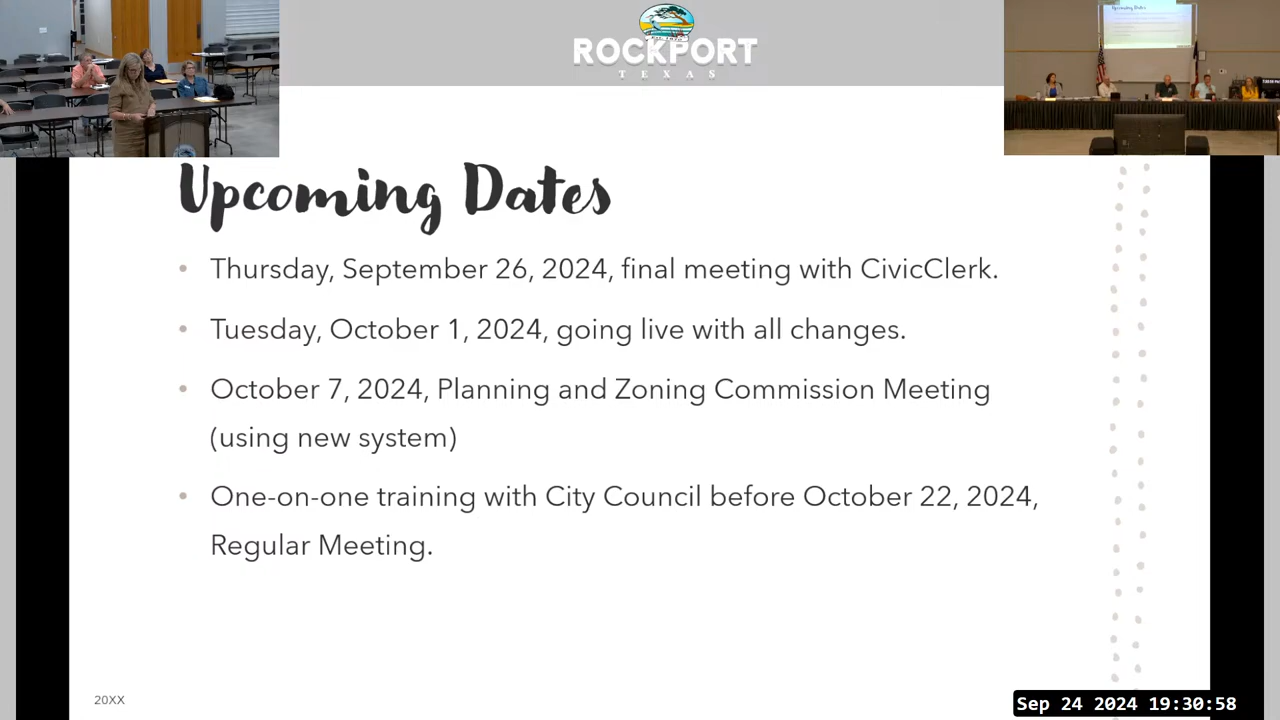 ROCKPORT
TEXAS
Upcoming Dates
Upcoming Dates
• Thursday, September 26, 2024, final meeting with CivicClerk.
• Tuesday, October 1, 2024, going live with all changes.
• October 7, 2024, Planning and Zoning Commission Meeting
(using new system)
• One-on-one training with City Council before October 22, 2024,
Regular Meeting.
20XX
Sep 24 2024 19:30:58